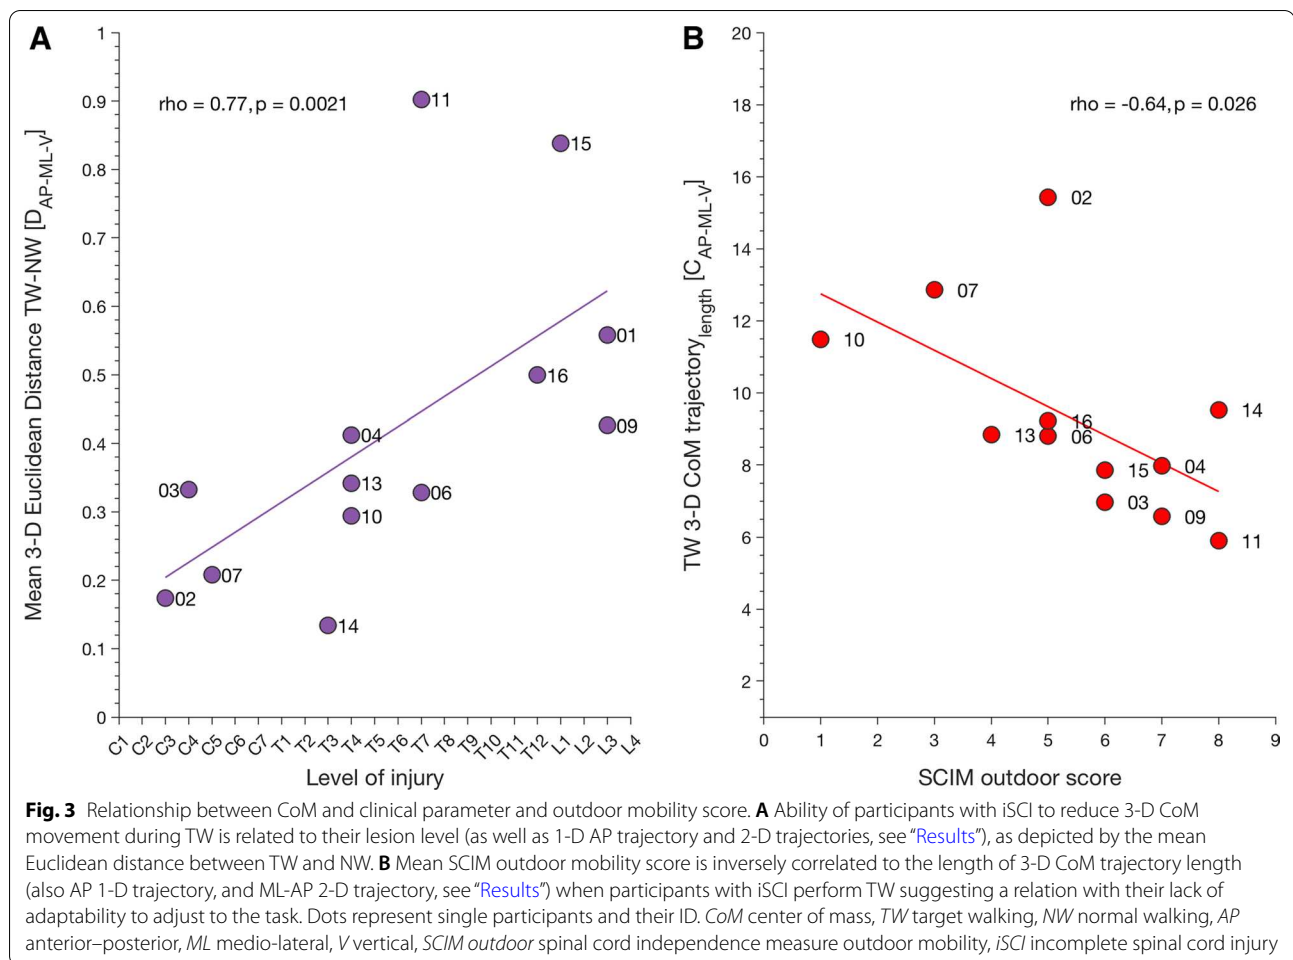 A
1
0.9
0.8
0.7
0.6
0.5
0.4
0.3
0.2
0.1
0
Mean 3-D Euclidean Distance TW-NW [D_AP-ML-V]
rho = 0.77, p = 0.0021
11
15
01
16
09
04
13
03
06
10
07
02
14
C1 C2 C3 C4 C5 C6 C7 T1 T2 T3 T4 T5 T6 T7 T8 T9 T10 T11 T12 L1 L2 L3 L4
Level of injury
B
20
18
16
14
12
10
8
6
4
2
TW 3-D CoM trajectory_length [C_AP-ML-V]
rho = -0.64, p = 0.026
02
07
10
14
16
13 06
15 04
03
09
11
0 1 2 3 4 5 6 7 8 9
SCIM outdoor score
Fig. 3 Relationship between CoM and clinical parameter and outdoor mobility score. A Ability of participants with iSCI to reduce 3-D CoM
movement during TW is related to their lesion level (as well as 1-D AP trajectory and 2-D trajectories, see “Results”), as depicted by the mean
Euclidean distance between TW and NW. B Mean SCIM outdoor mobility score is inversely correlated to the length of 3-D CoM trajectory length
(also AP 1-D trajectory, and ML-AP 2-D trajectory, see “Results”) when participants with iSCI perform TW suggesting a relation with their lack of
adaptability to adjust to the task. Dots represent single participants and their ID. CoM center of mass, TW target walking, NW normal walking, AP
anterior–posterior, ML medio-lateral, V vertical, SCIM outdoor spinal cord independence measure outdoor mobility, iSCI incomplete spinal cord injury